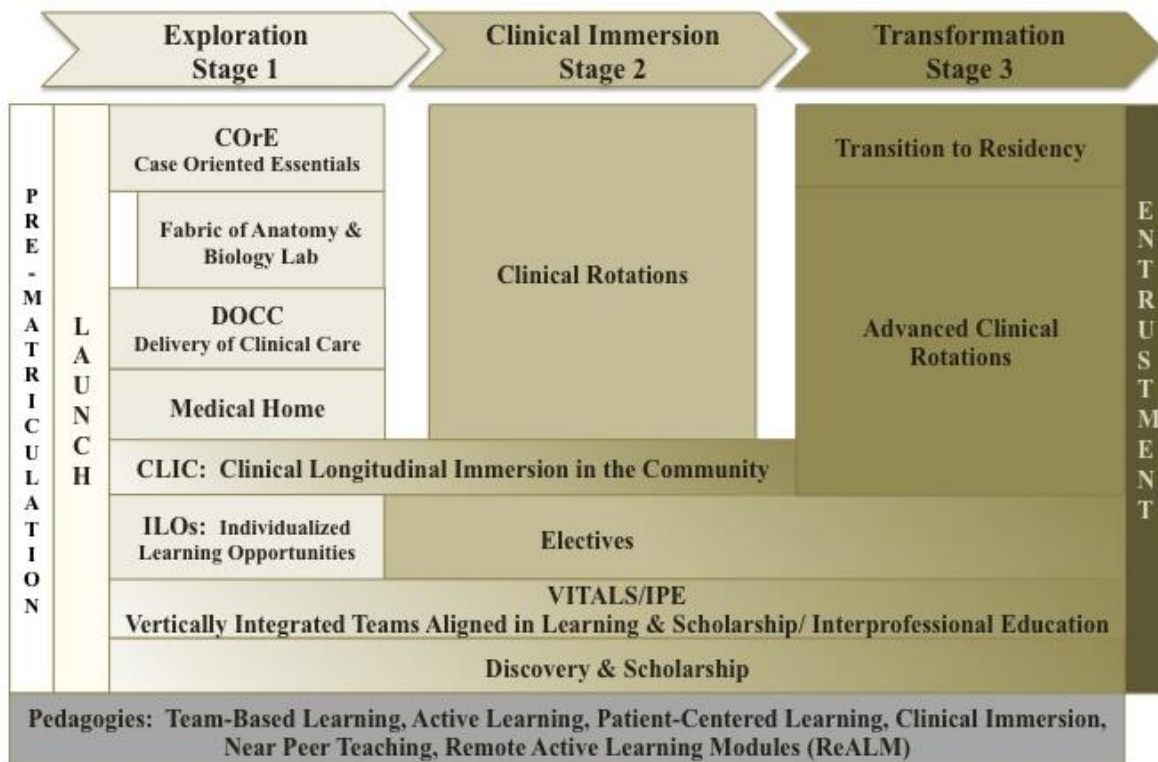 Exploration
Stage 1
Clinical Immersion
Stage 2
Transformation
Stage 3
PRE-MATRICULATION
LAUNCH
COrE
Case Oriented Essentials
Fabric of Anatomy &
Biology Lab
DOCC
Delivery of Clinical Care
Medical Home
Clinical Rotations
Transition to Residency
Advanced Clinical
Rotations
ENTRUSTMENT
CLIC: Clinical Longitudinal Immersion in the Community
ILOs: Individualized
Learning Opportunities
Electives
VITALS/IPE
Vertically Integrated Teams Aligned in Learning & Scholarship/ Interprofessional Education
Discovery & Scholarship
Pedagogies: Team-Based Learning, Active Learning, Patient-Centered Learning, Clinical Immersion,
Near Peer Teaching, Remote Active Learning Modules (ReALM)